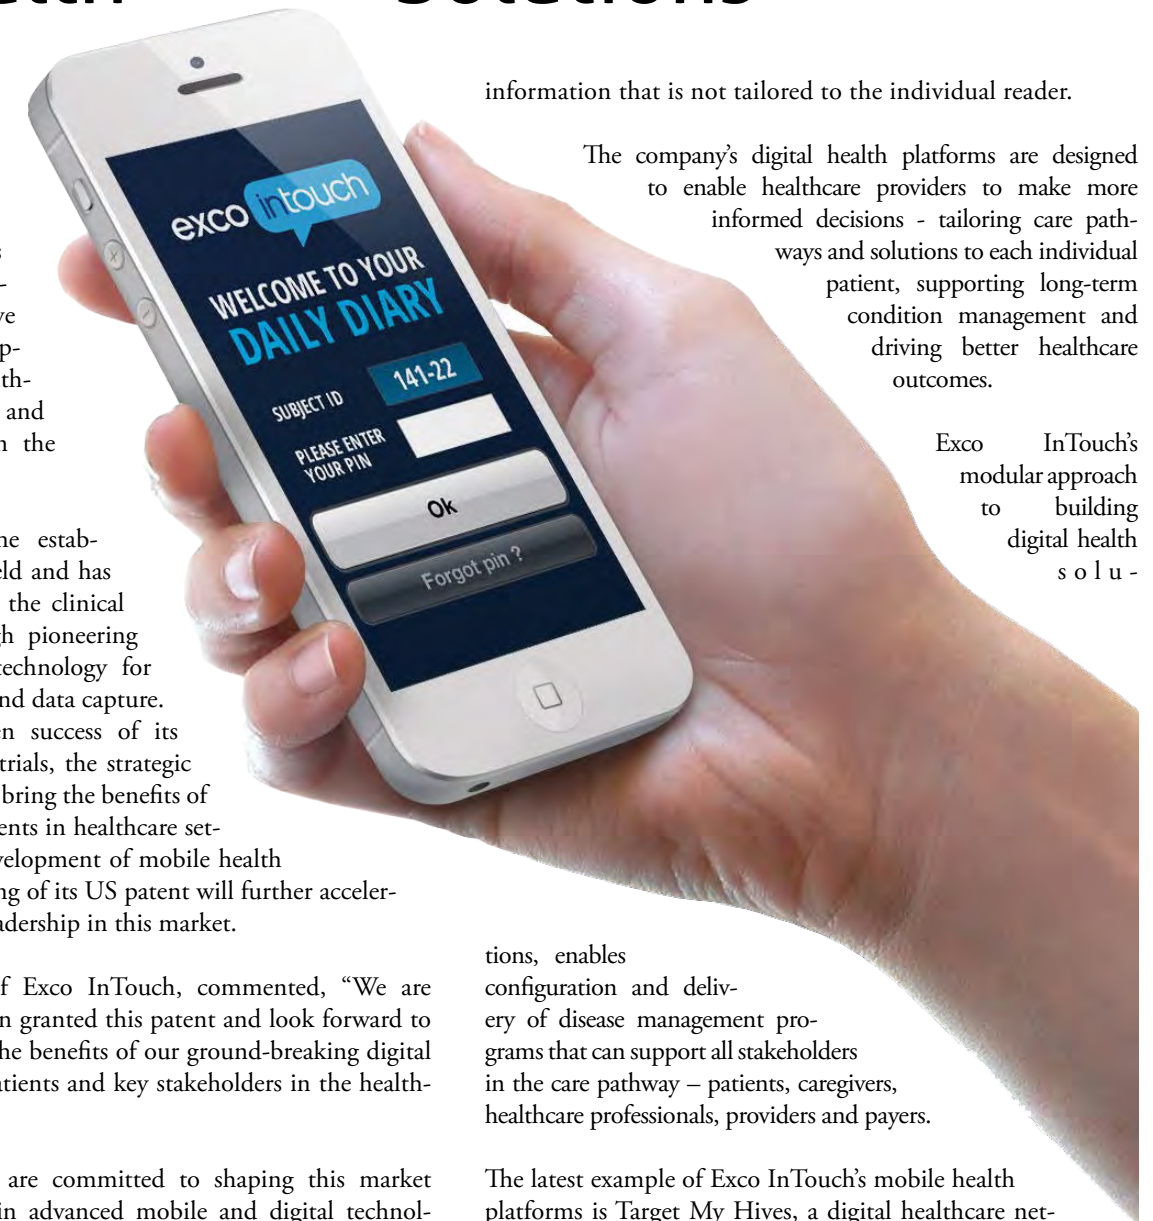 ve
p-
th-
and
the
estab-
eld and has
the clinical
pioneering
technology for
nd data capture.
success of its
trials, the strategic
bring the benefits of
ents in healthcare set-
velopment of mobile health
ng of its US patent will further acceler-
adership in this market.
Exco InTouch, commented, “We are
n granted this patent and look forward to
the benefits of our ground-breaking digital
atients and key stakeholders in the health-
are committed to shaping this market
in advanced mobile and digital technol-
exco intouch
WELCOME TO YOUR
DAILY DIARY
SUBJECT ID 141-22
PLEASE ENTER
YOUR PIN
Ok
Forgot pin ?
Solutions
information that is not tailored to the individual reader.
The company’s digital health platforms are designed
to enable healthcare providers to make more
informed decisions - tailoring care path-
ways and solutions to each individual
patient, supporting long-term
condition management and
driving better healthcare
outcomes.
Exco InTouch’s
modular approach
to building
digital health
solu-
tions, enables
configuration and deliv-
ery of disease management pro-
grams that can support all stakeholders
in the care pathway – patients, caregivers,
healthcare professionals, providers and payers.
The latest example of Exco InTouch’s mobile health
platforms is Target My Hives, a digital healthcare net-